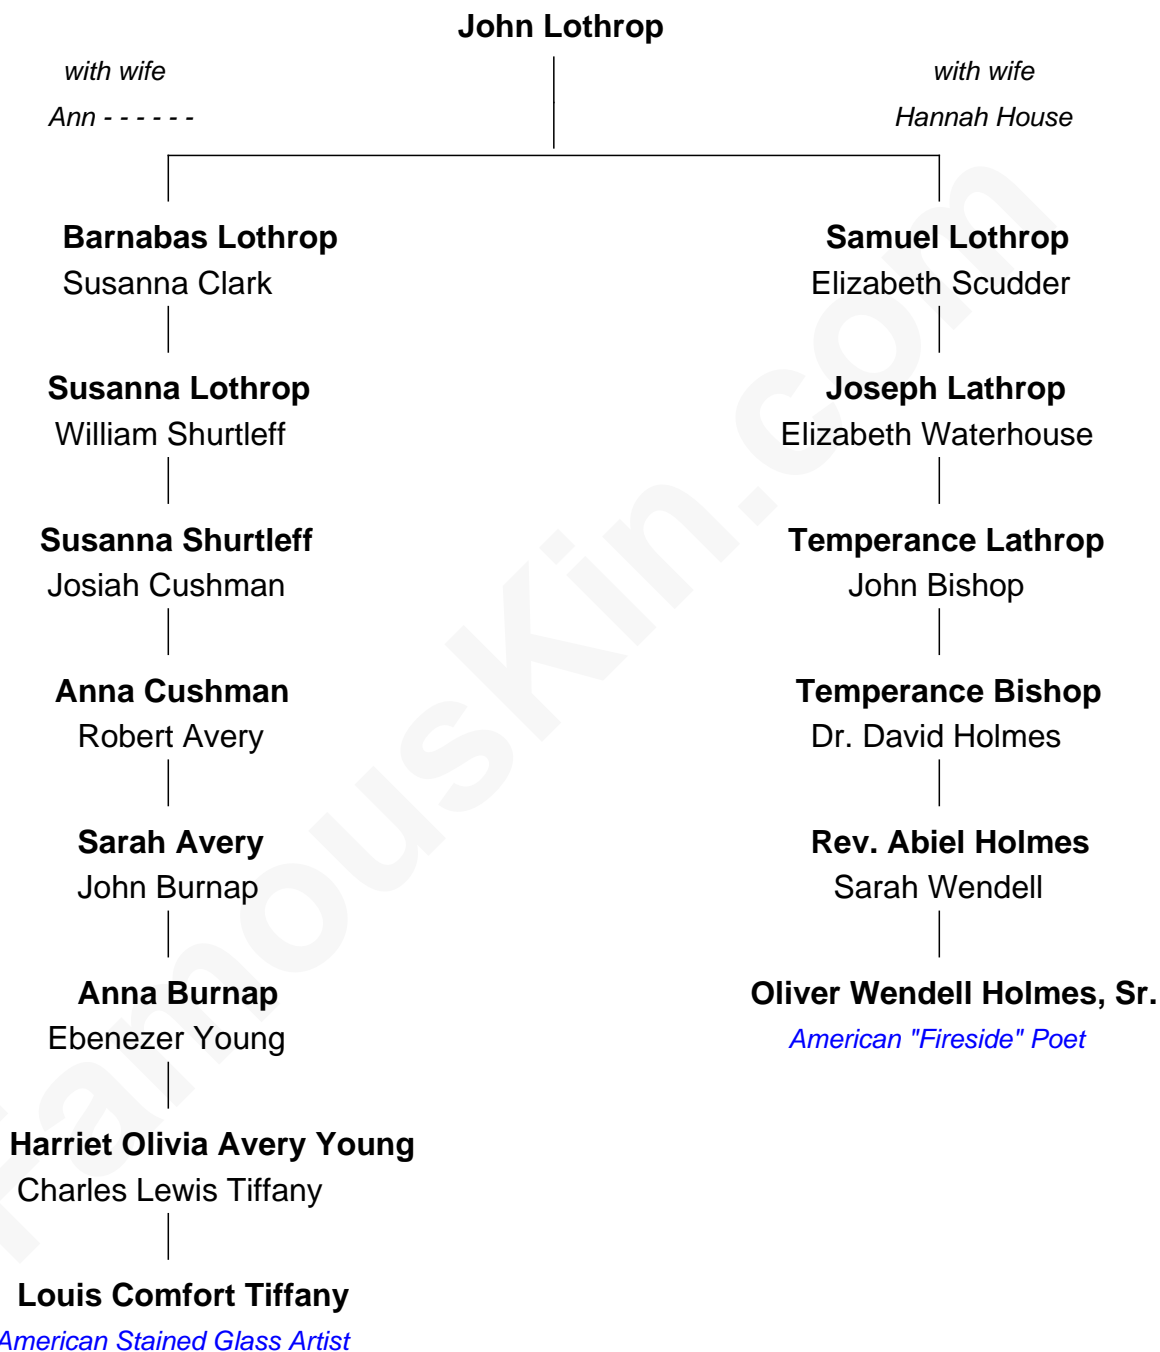 John Lothrop
with wife
Ann - - - - - -
with wife
Hannah House
Barnabas Lothrop
Susanna Clark
Susanna Lothrop
William Shurtleff
Susanna Shurtleff
Josiah Cushman
Anna Cushman
Robert Avery
Sarah Avery
John Burnap
Anna Burnap
Ebenezer Young
Harriet Olivia Avery Young
Charles Lewis Tiffany
Louis Comfort Tiffany
American Stained Glass Artist
Samuel Lothrop
Elizabeth Scudder
Joseph Lathrop
Elizabeth Waterhouse
Temperance Lathrop
John Bishop
Temperance Bishop
Dr. David Holmes
Rev. Abiel Holmes
Sarah Wendell
Oliver Wendell Holmes, Sr.
American "Fireside" Poet
FamousKin.com